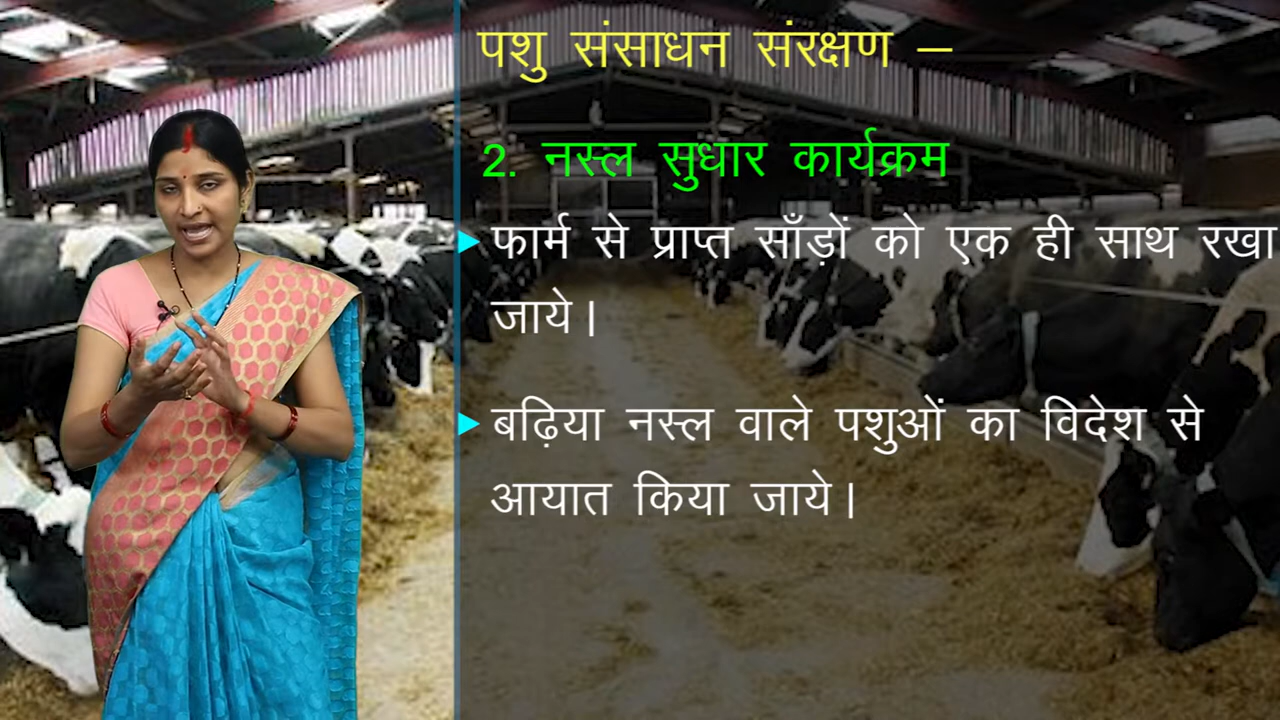 पशु संसाधन संरक्षण –
2. नस्ल सुधार कार्यक्रम
फार्म से प्राप्त साँड़ों को एक ही साथ रखा
जाये।
बढ़िया नस्ल वाले पशुओं का विदेश से
आयात किया जाये।